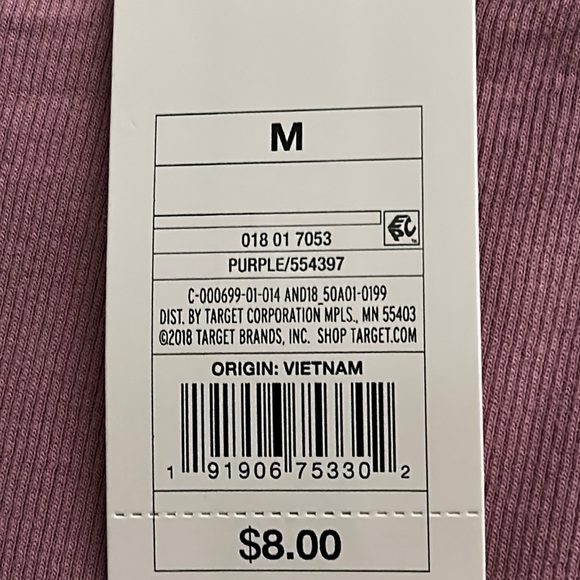 M
EPC
018 01 7053
PURPLE/554397
C-000699-01-014 AND18_50A01-0199
DIST. BY TARGET CORPORATION MPLS., MN 55403
©2018 TARGET BRANDS, INC. SHOP TARGET.COM
ORIGIN: VIETNAM
1 91906 75330 2
$8.00